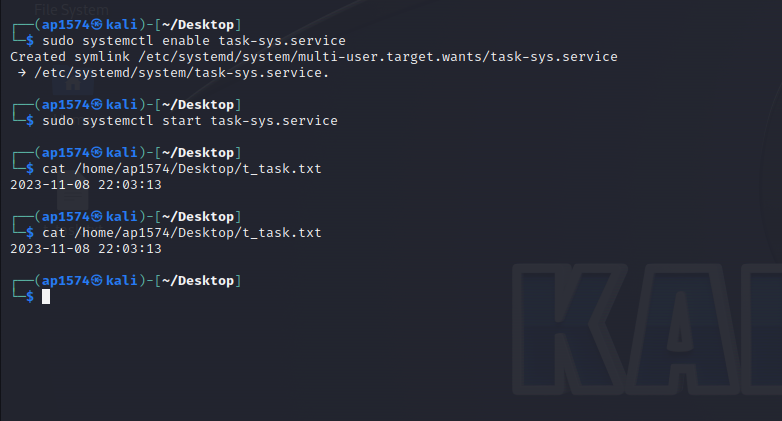 File System
┌──(ap1574㉿kali)-[~/Desktop]
└─$ sudo systemctl enable task-sys.service
Created symlink /etc/systemd/system/multi-user.target.wants/task-sys.service
 → /etc/systemd/system/task-sys.service.
┌──(ap1574㉿kali)-[~/Desktop]
└─$ sudo systemctl start task-sys.service
┌──(ap1574㉿kali)-[~/Desktop]
└─$ cat /home/ap1574/Desktop/t_task.txt
2023-11-08 22:03:13
┌──(ap1574㉿kali)-[~/Desktop]
└─$ cat /home/ap1574/Desktop/t_task.txt
2023-11-08 22:03:13
┌──(ap1574㉿kali)-[~/Desktop]
└─$